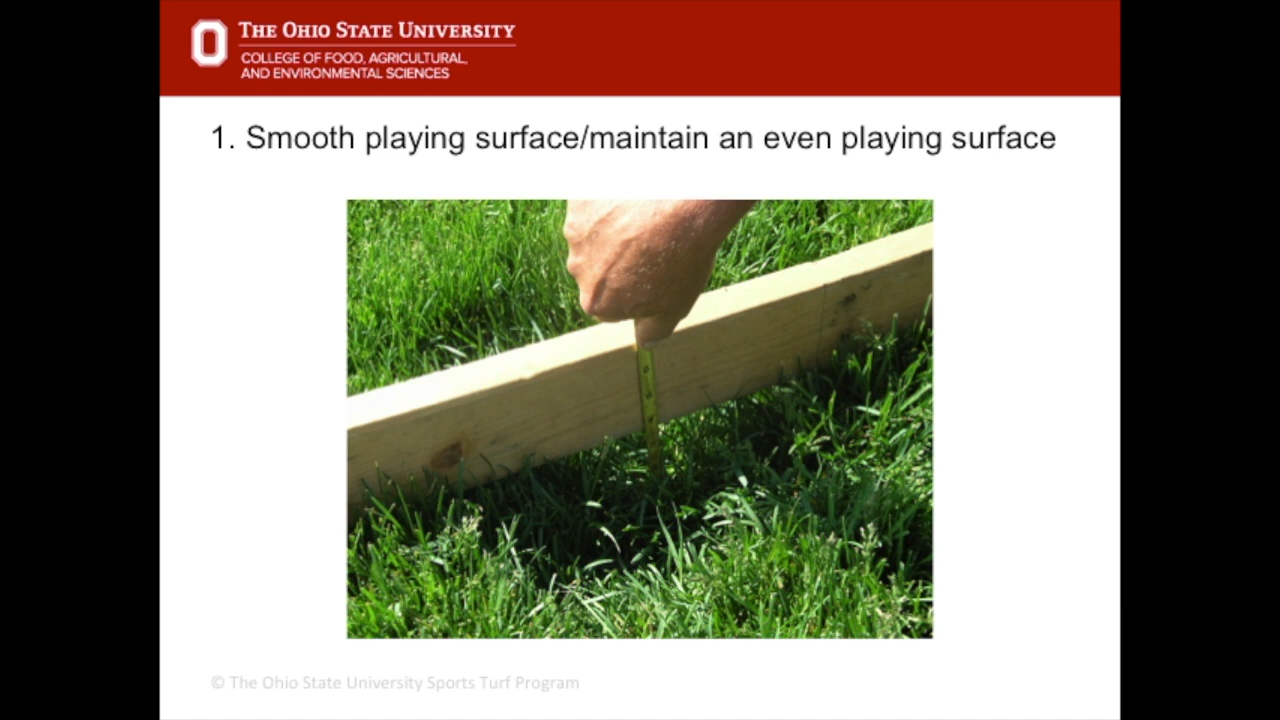 THE OHIO STATE UNIVERSITY
COLLEGE OF FOOD, AGRICULTURAL,
AND ENVIRONMENTAL SCIENCES
1. Smooth playing surface/maintain an even playing surface
© The Ohio State University Sports Turf Program